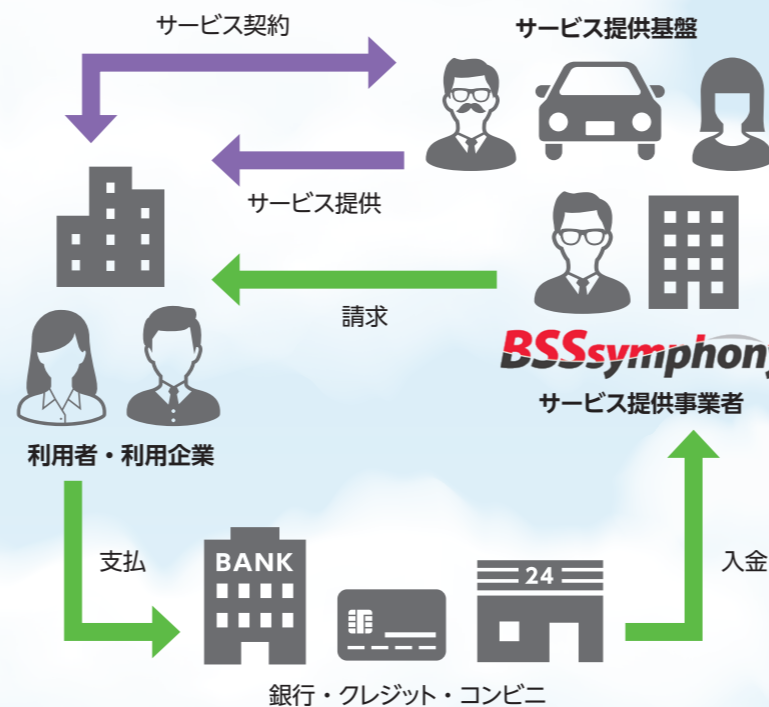 サービス契約
サービス提供基盤
サービス提供
請求
BSSsymphony
サービス提供事業者
利用者・利用企業
支払
BANK
24
入金
銀行・クレジット・コンビニ